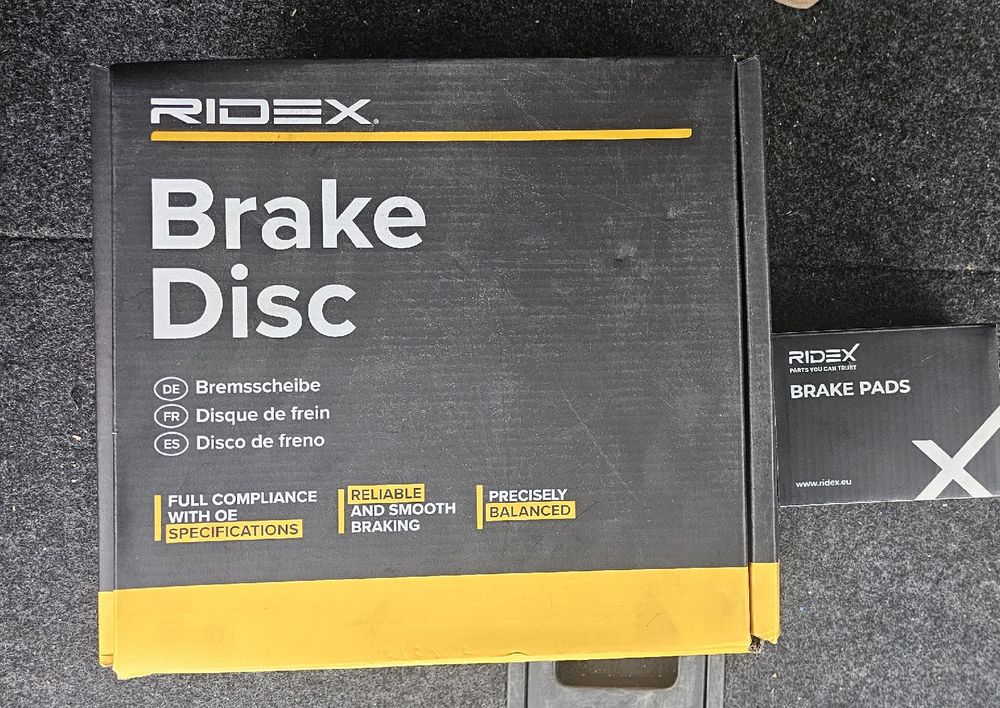 RIDEX
Brake
Disc
DE Bremsscheibe
FR Disque de frein
ES Disco de freno
FULL COMPLIANCE
WITH OE
SPECIFICATIONS
RELIABLE
AND SMOOTH
BRAKING
PRECISELY
BALANCED
RIDEX
PARTS YOU CAN TRUST
BRAKE PADS
www.ridex.eu